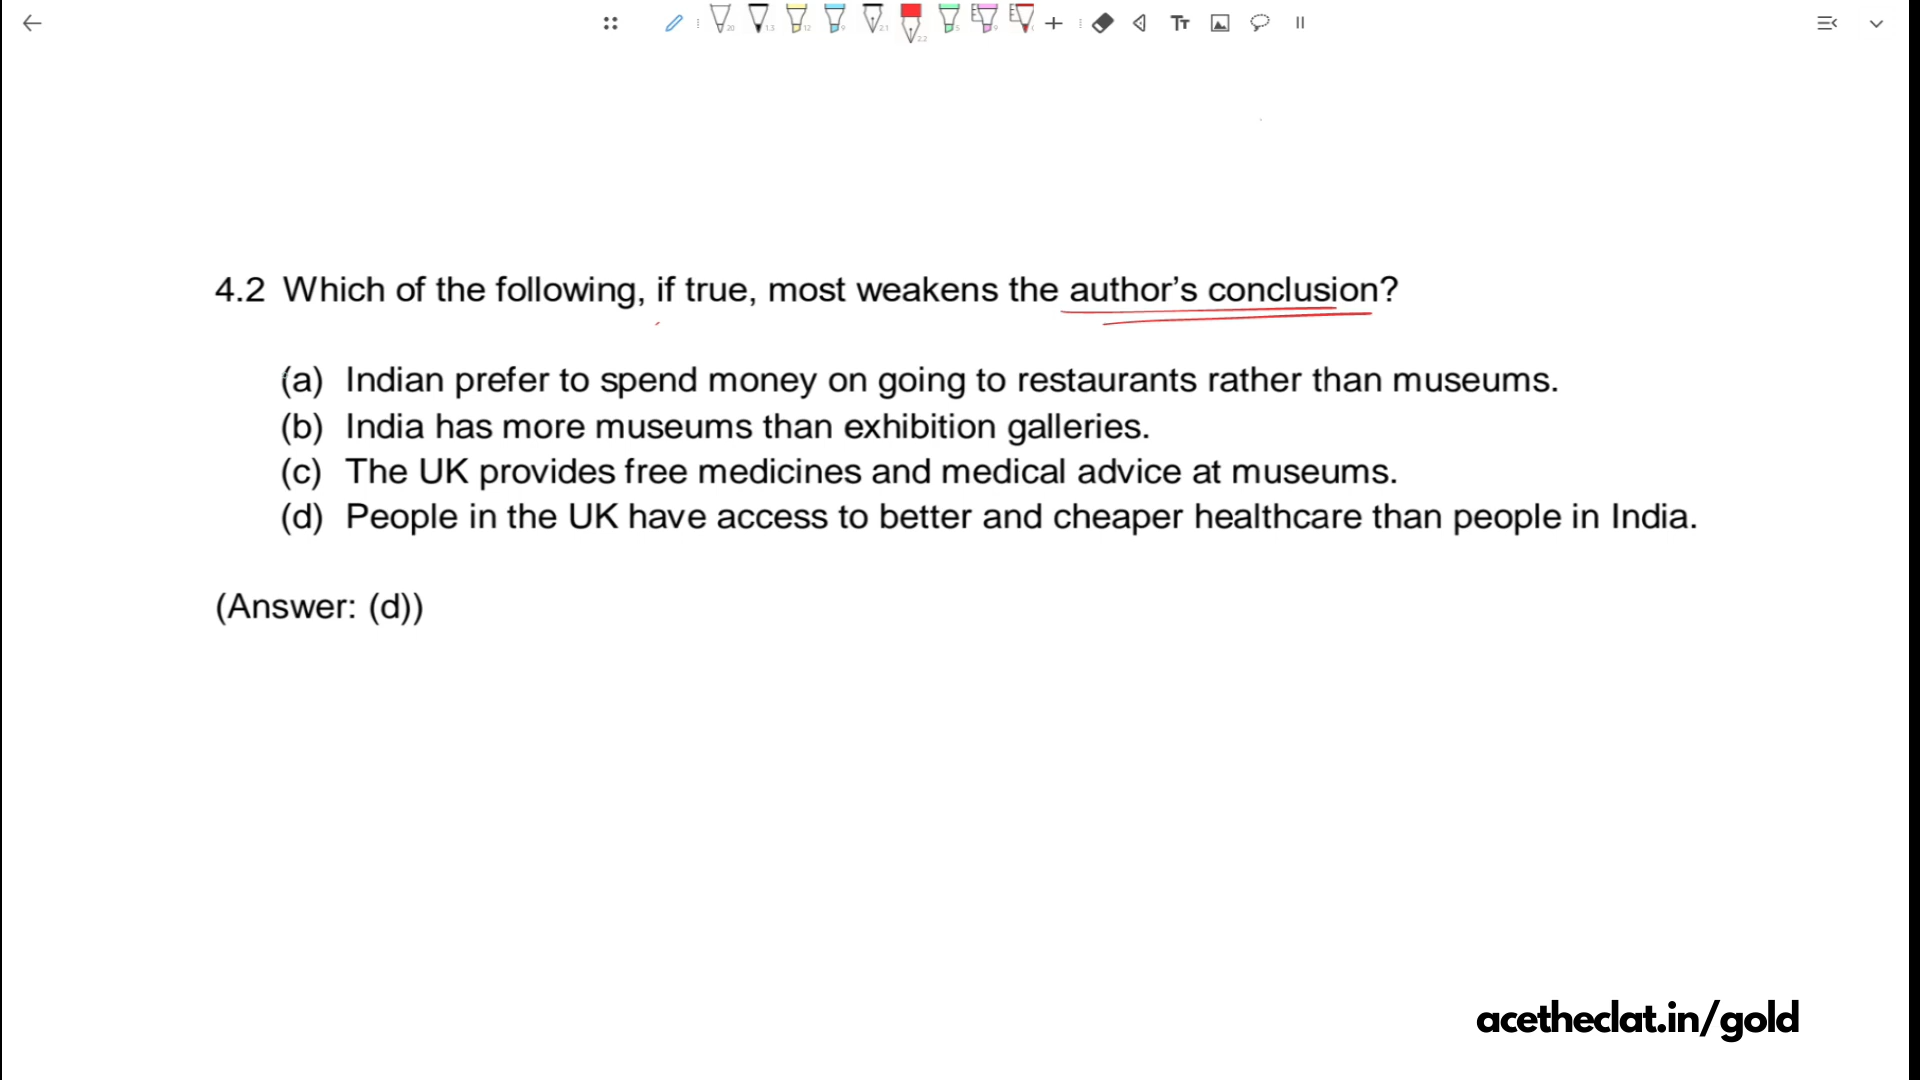 4.2 Which of the following, if true, most weakens the author's conclusion?
(a) Indian prefer to spend money on going to restaurants rather than museums.
(b) India has more museums than exhibition galleries.
(c) The UK provides free medicines and medical advice at museums.
(d) People in the UK have access to better and cheaper healthcare than people in India.
(Answer: (d))
acetheclat.in/gold